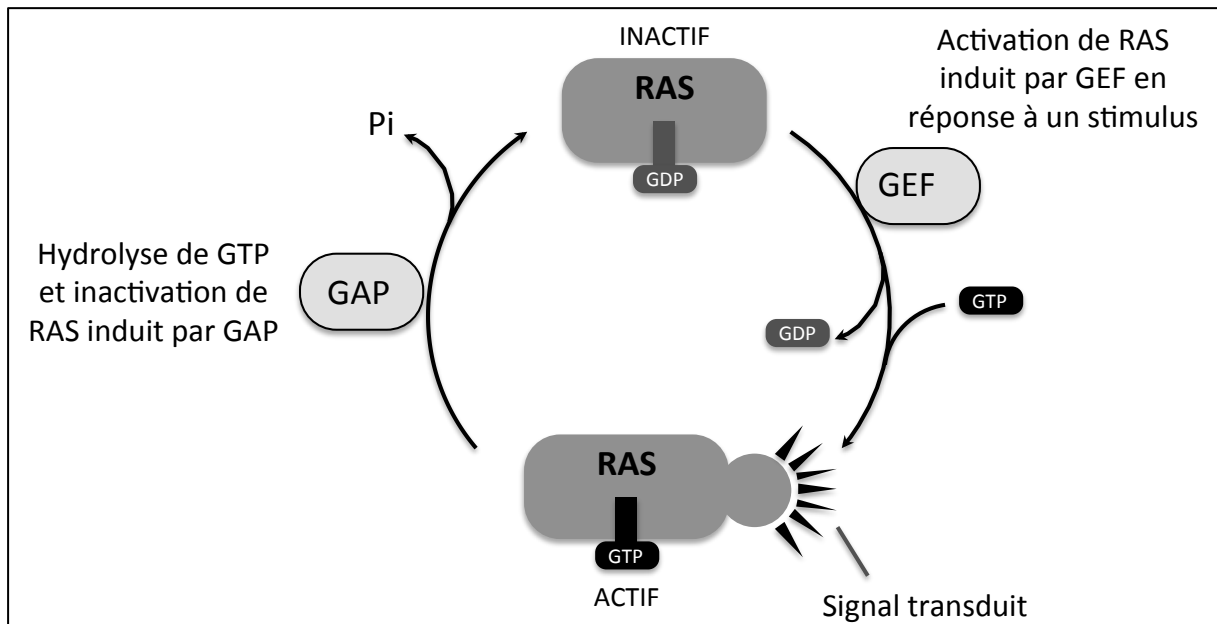 INACTIF
RAS
GDP
Activation de RAS
induit par GEF en
réponse à un stimulus
GEF
Pi
Hydrolyse de GTP
et inactivation de
RAS induit par GAP
GAP
GTP
GDP
RAS
GTP
ACTIF
Signal transduit